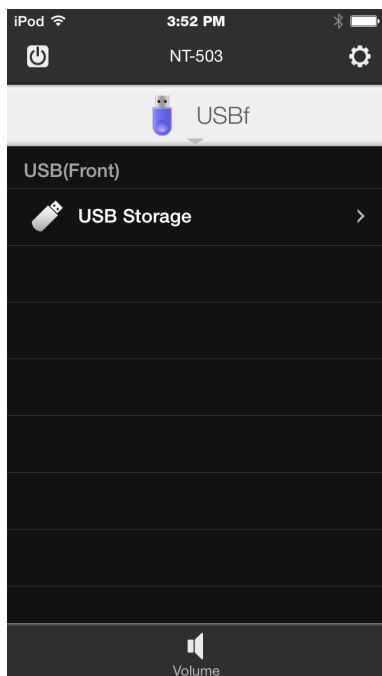 iPod 3:52 PM
NT-503
USBf
USB(Front)
USB Storage
Volume